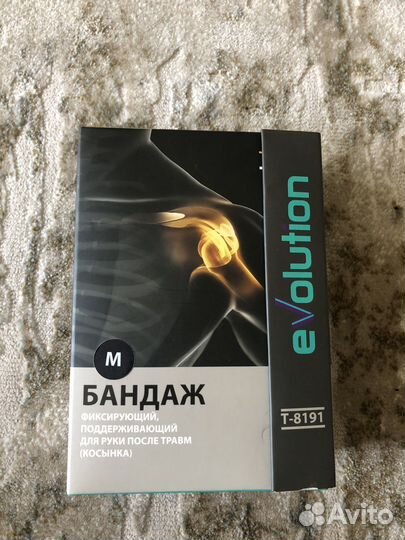 M
БАНДАЖ
ФИКСИРУЮЩИЙ,
ПОДДЕРЖИВАЮЩИЙ
ДЛЯ РУКИ ПОСЛЕ ТРАВМ
(КОСЫНКА)
evolution
T-8191
Avito